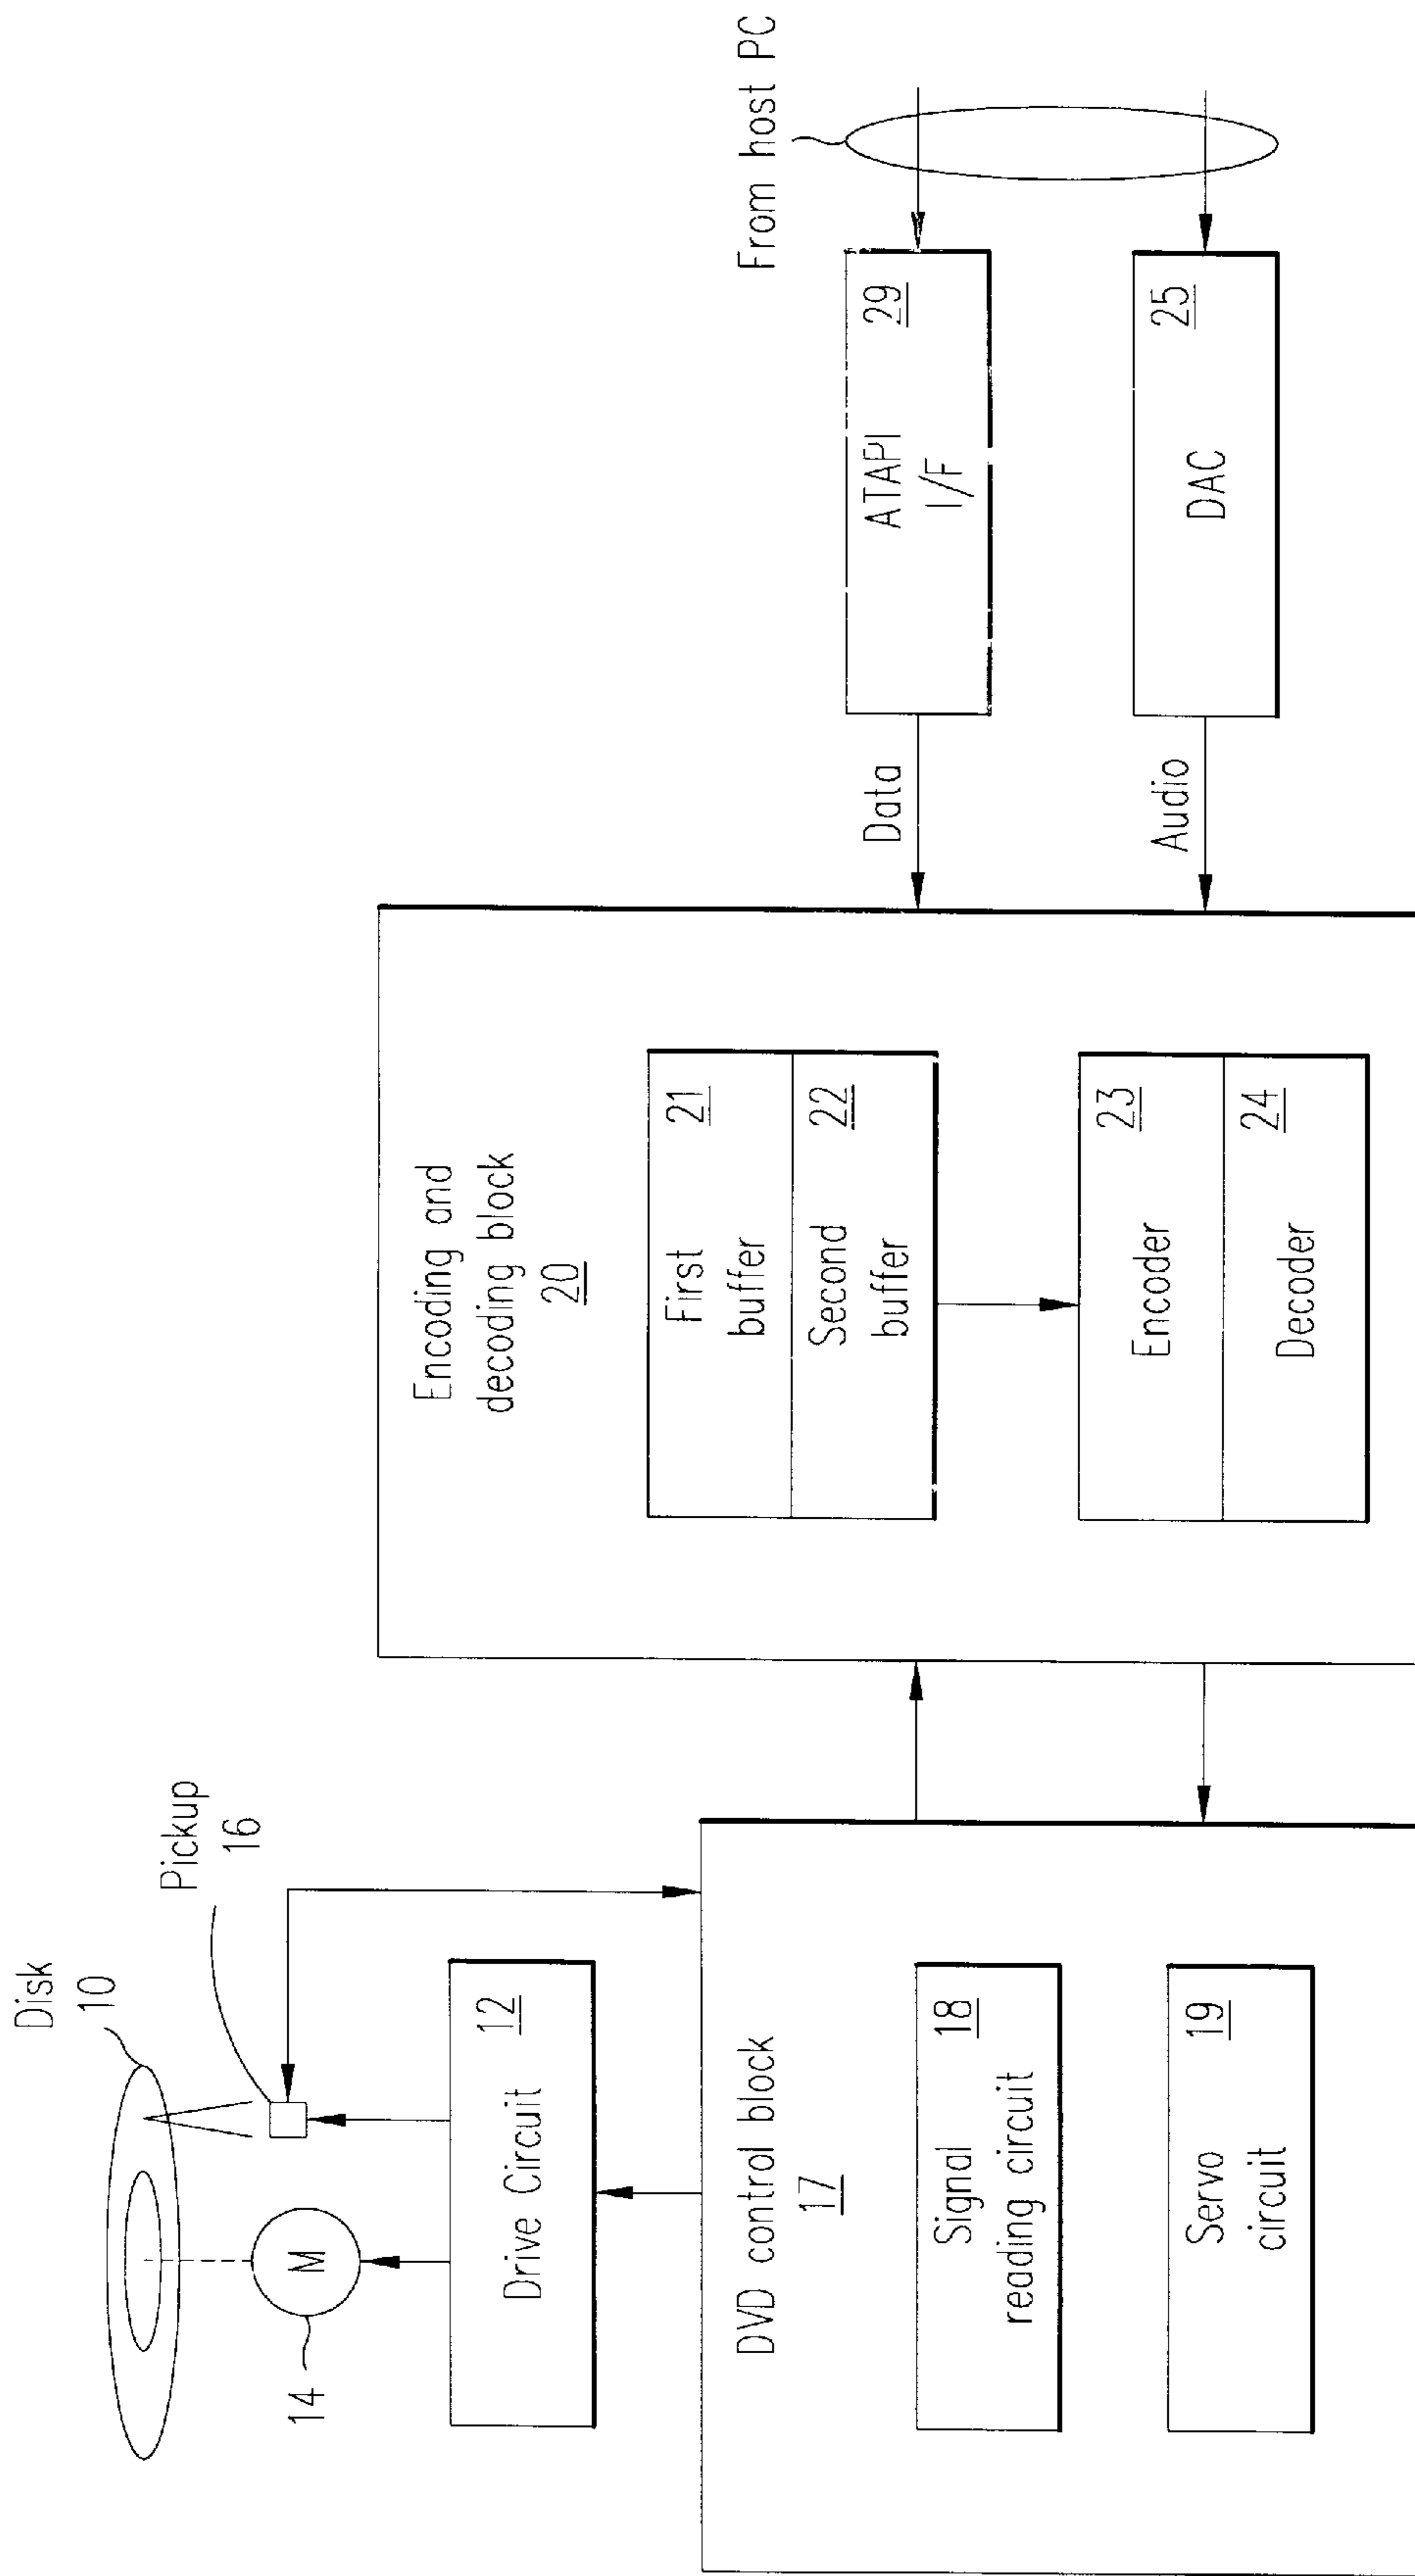 Disk
10
Pickup
16
14
M
Drive Circuit
12
DVD control block
17
Signal
reading circuit
18
Servo
circuit
19
Encoding and
decoding block
20
First
buffer
21
Second
buffer
22
Encoder
23
Decoder
24
Data
Audio
ATAPI
I/F
29
DAC
25
From host PC